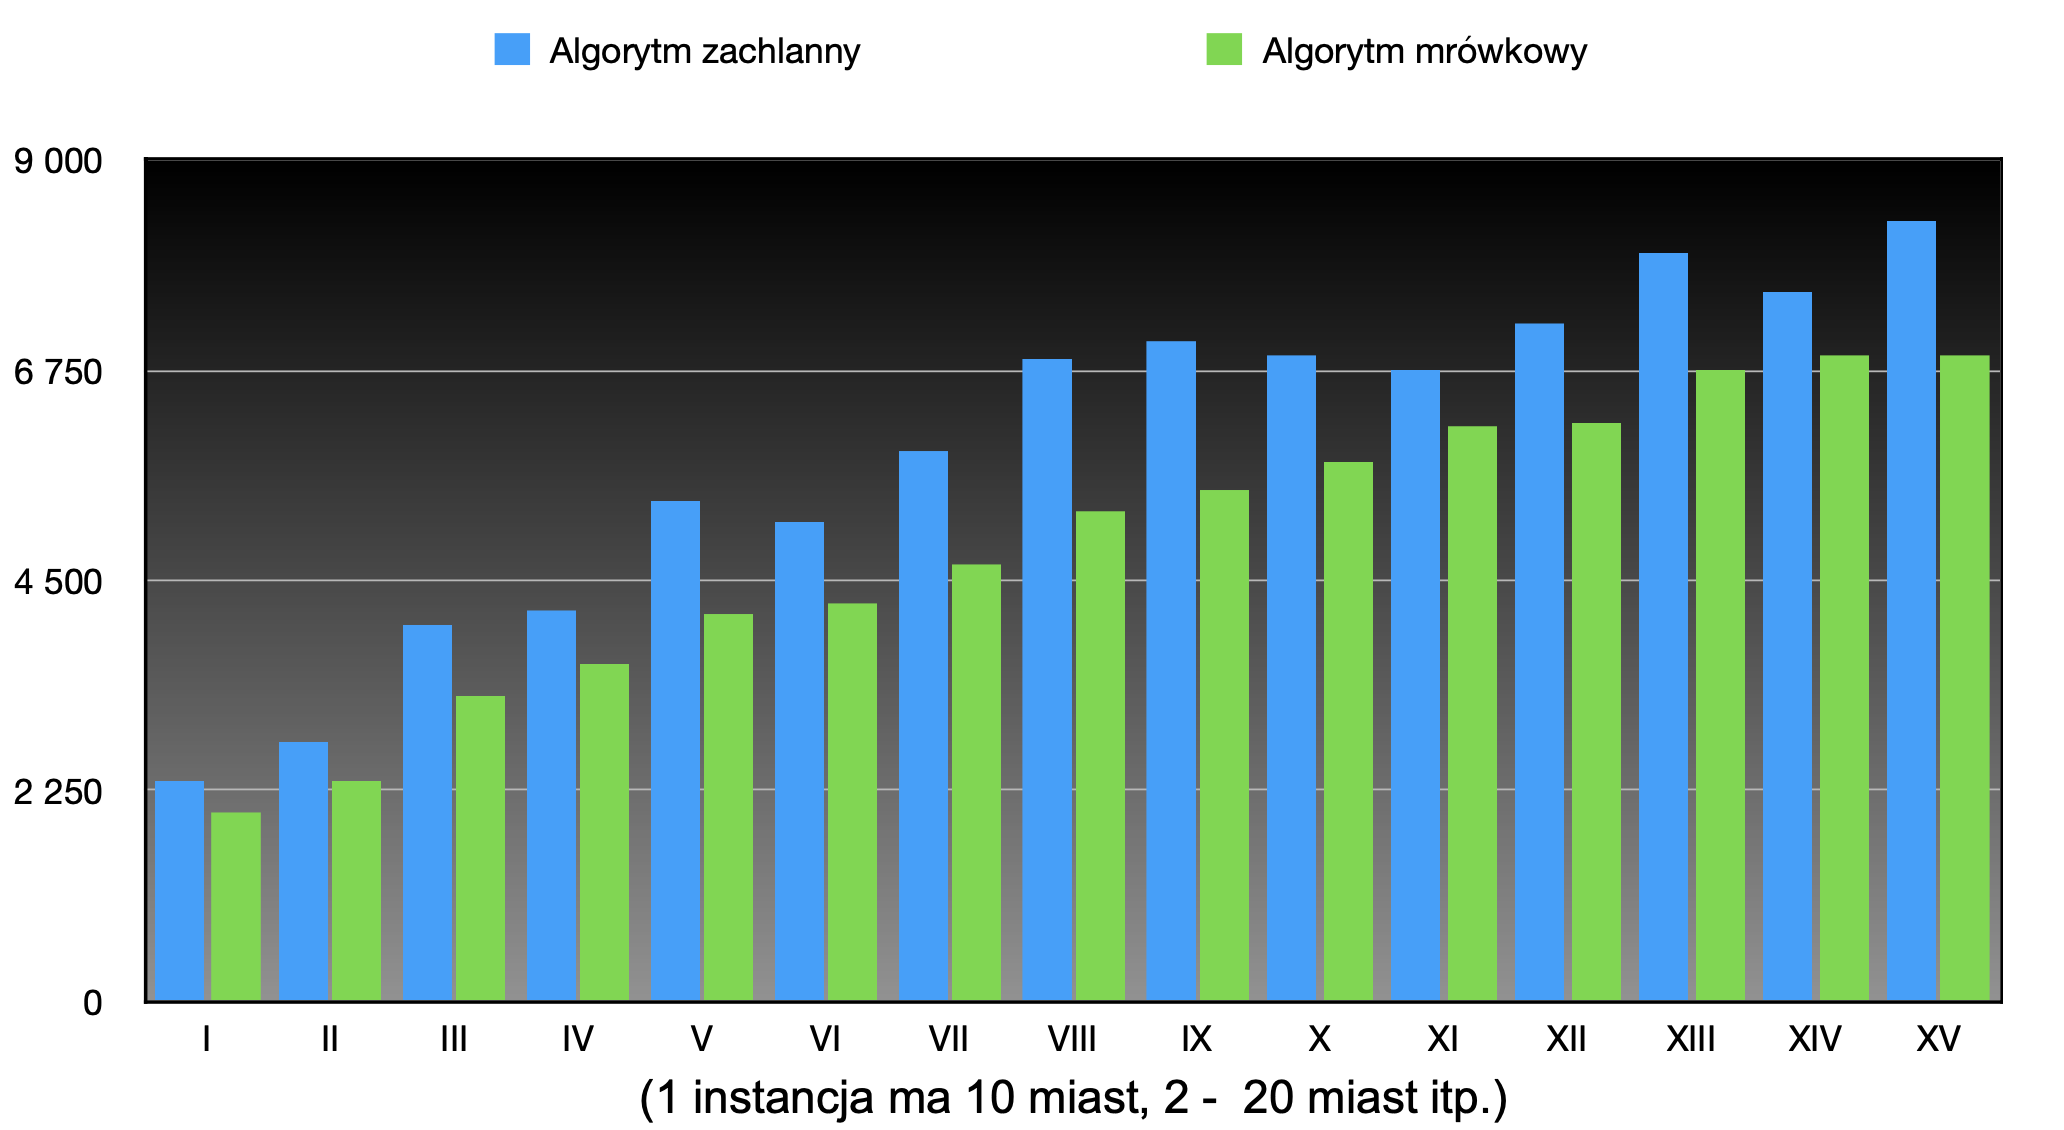 Algorytm zachlanny
Algorytm mrówkowy
9 000
6 750
4 500
2 250
0
I II III IV V VI VII VIII IX X XI XII XIII XIV XV
(1 instancja ma 10 miast, 2 -  20 miast itp.)